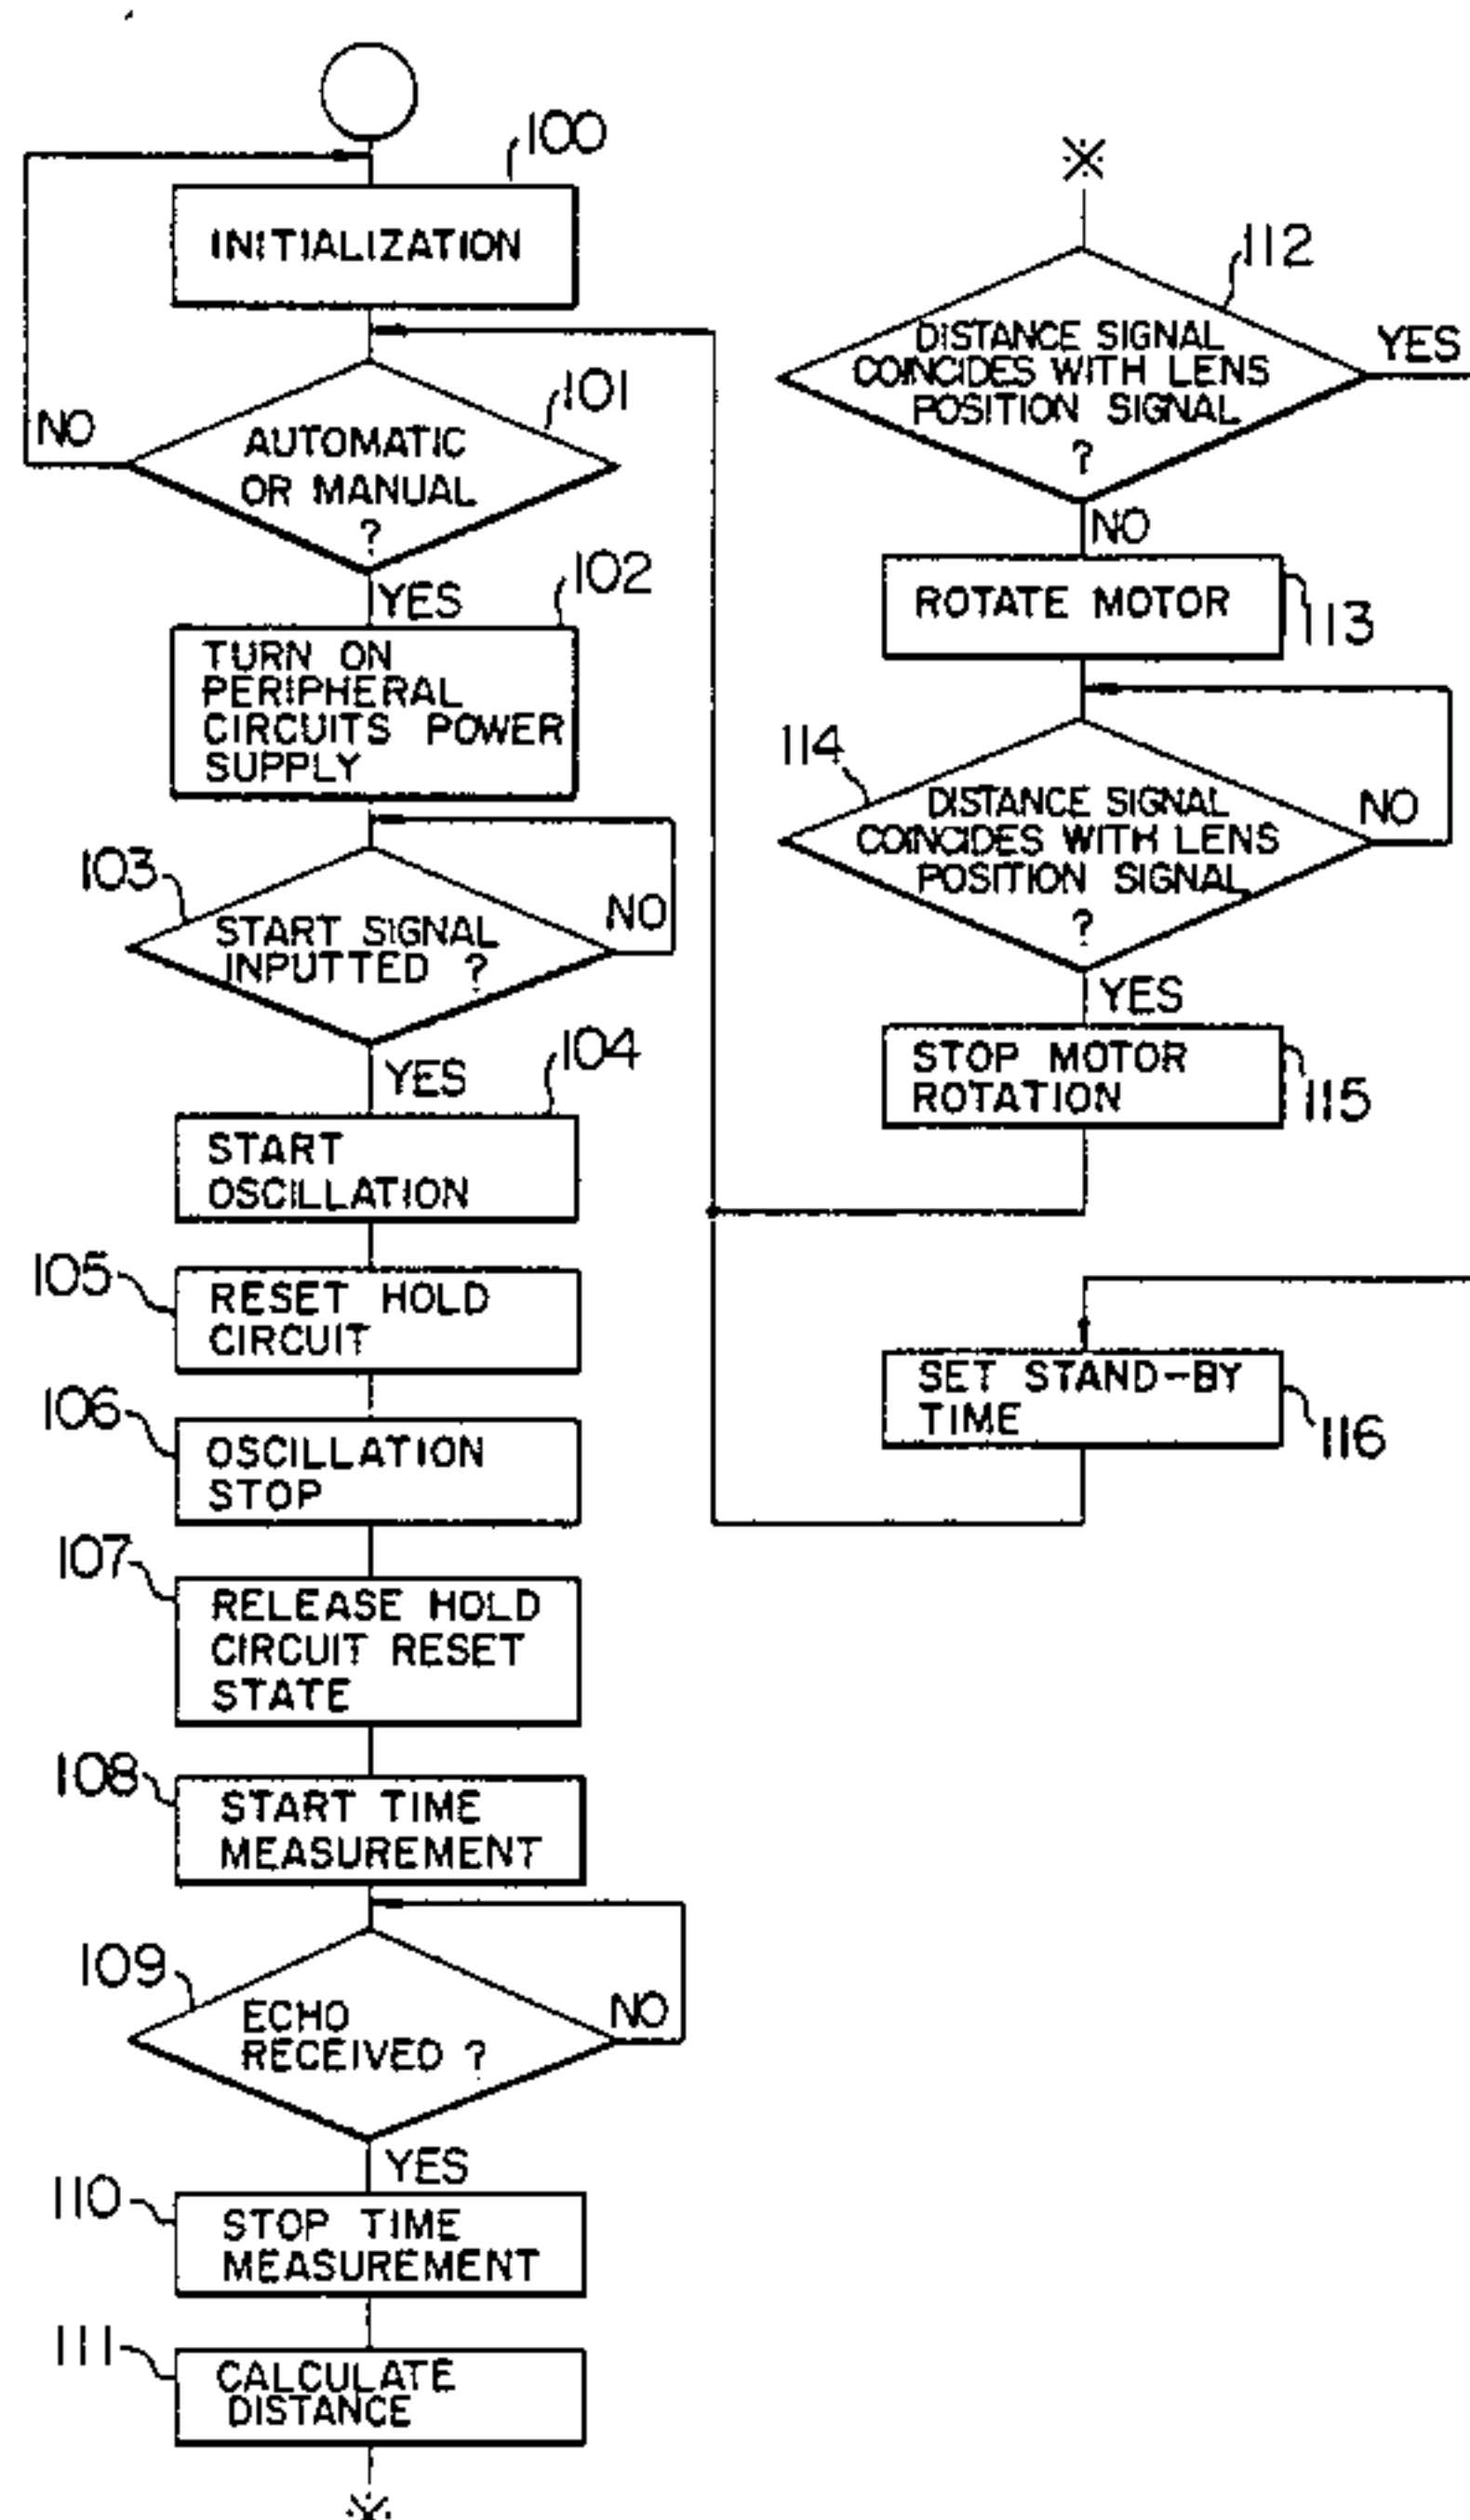 100
INITIALIZATION
101
NO
AUTOMATIC
OR MANUAL
?
YES
102
TURN ON
PERIPHERAL
CIRCUITS POWER
SUPPLY
103
START SIGNAL
INPUTTED ?
NO
YES
104
START
OSCILLATION
105
RESET HOLD
CIRCUIT
106
OSCILLATION
STOP
107
RELEASE HOLD
CIRCUIT RESET
STATE
108
START TIME
MEASUREMENT
109
ECHO
RECEIVED ?
NO
YES
110
STOP TIME
MEASUREMENT
111
CALCULATE
DISTANCE
※
※
112
DISTANCE SIGNAL
COINCIDES WITH LENS
POSITION SIGNAL
?
YES
NO
ROTATE MOTOR
113
114
DISTANCE SIGNAL
COINCIDES WITH LENS
POSITION SIGNAL
?
NO
YES
STOP MOTOR
ROTATION
115
SET STAND-BY
TIME
116